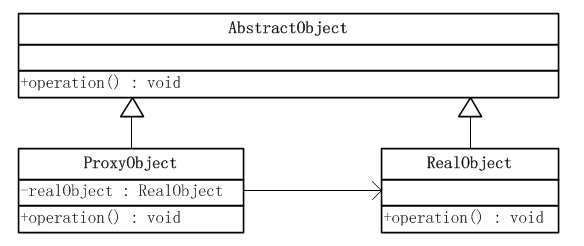 AbstractObject
+operation() : void
ProxyObject
-realObject : RealObject
+operation() : void
RealObject
+operation() : void